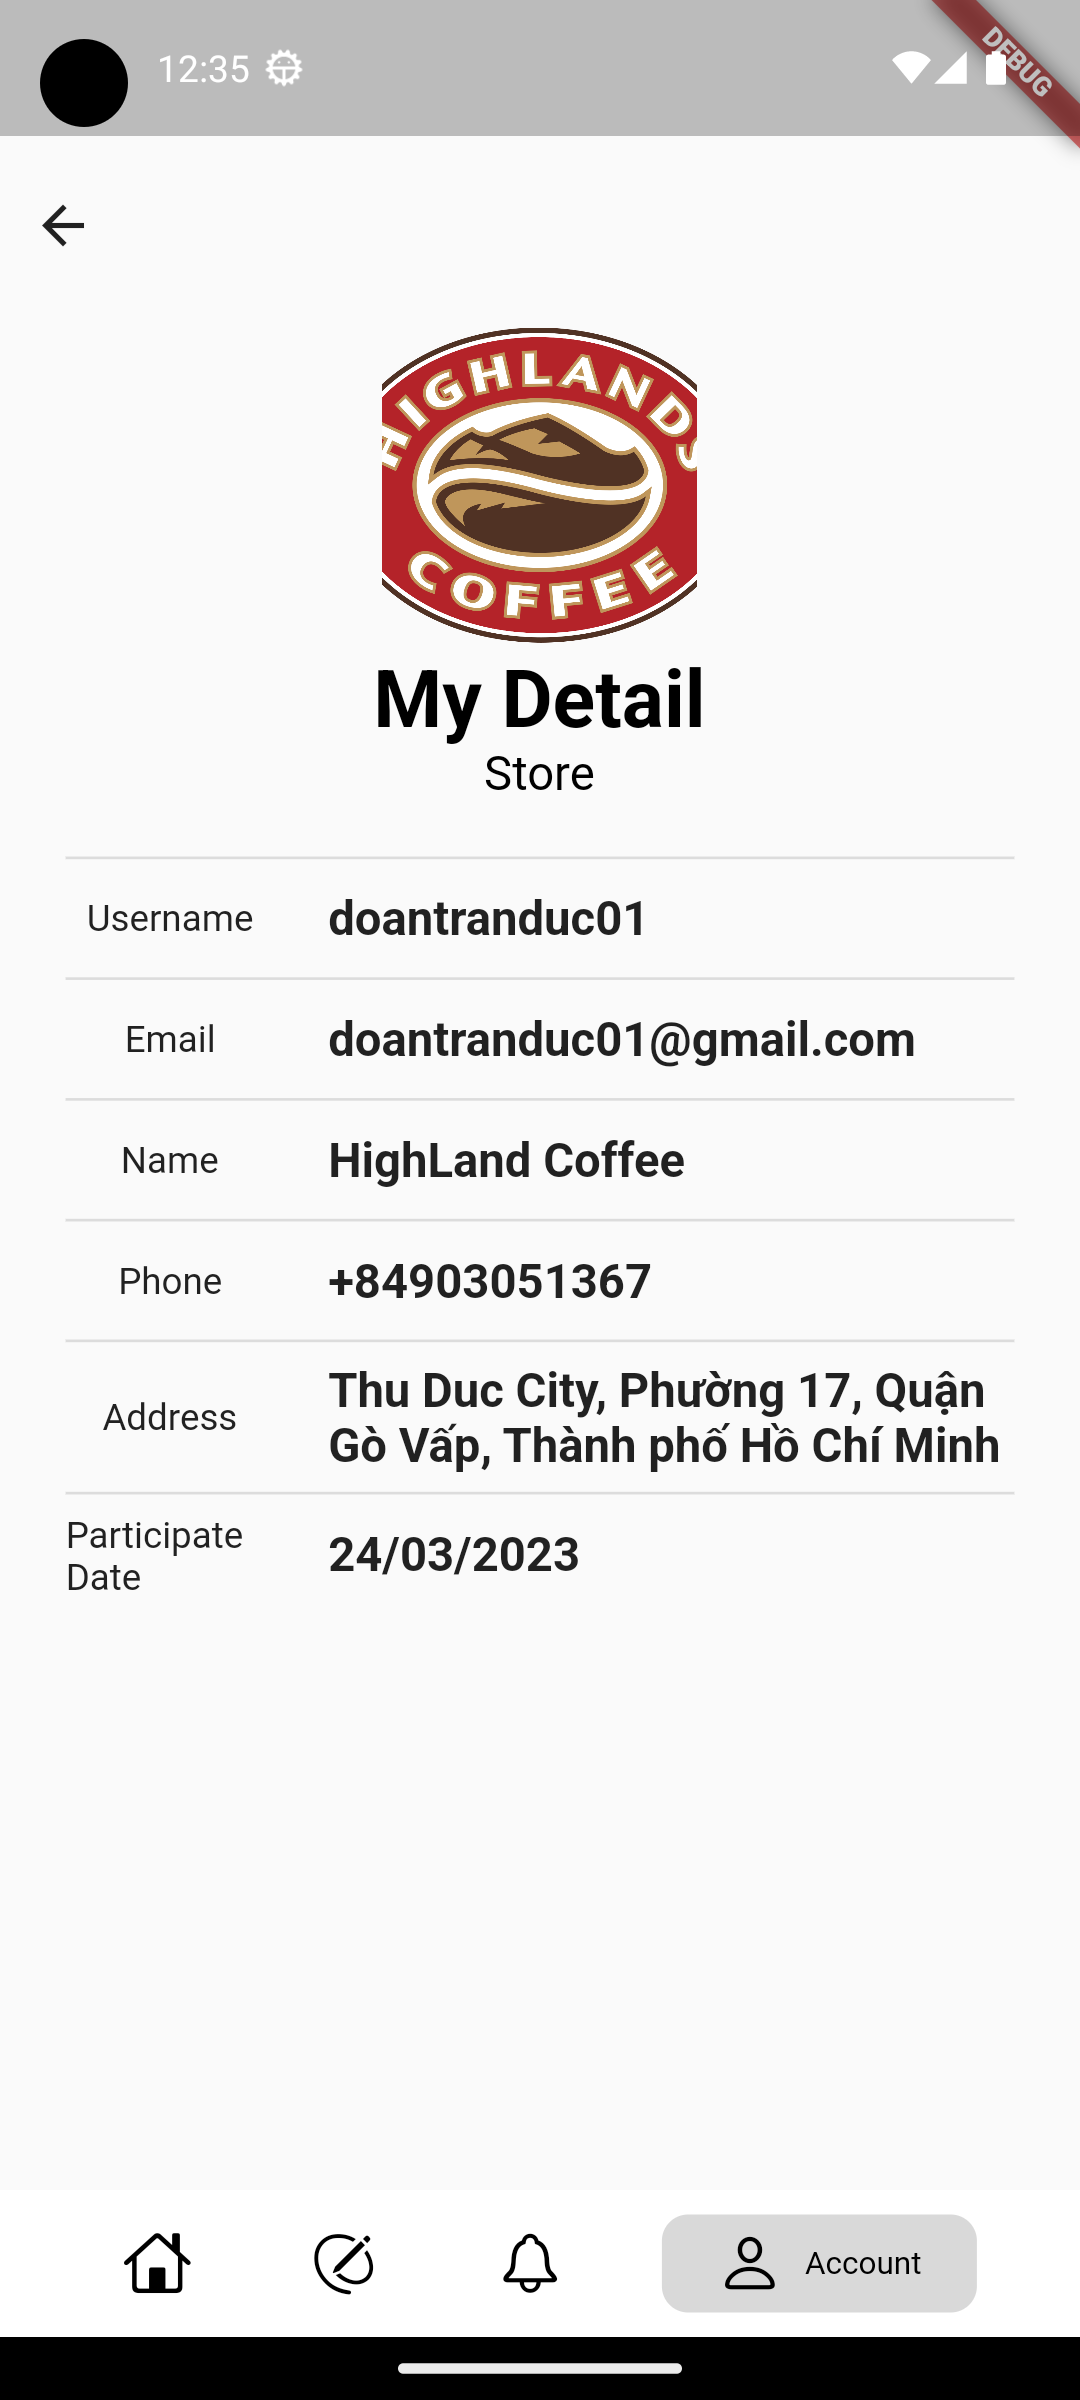 12:35
DEBUG
HIGHLANDS
COFFEE
My Detail
Store
Username doantranduc01
Email doantranduc01@gmail.com
Name HighLand Coffee
Phone +84903051367
Address Thu Duc City, Phường 17, Quận
Gò Vấp, Thành phố Hồ Chí Minh
Participate
Date
24/03/2023
Account